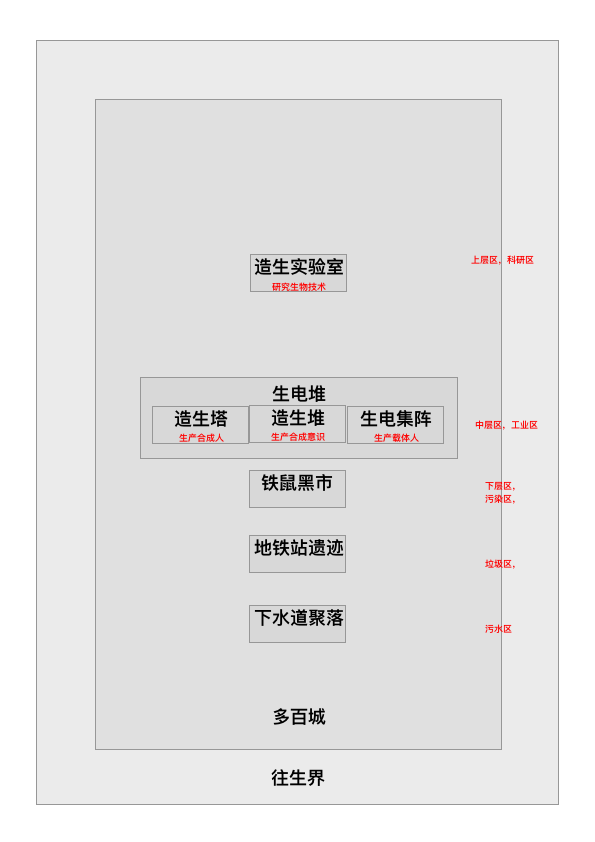 造生实验室
研究生物技术
上层区，科研区
生电堆
造生塔
生产合成人
造生堆
生产合成意识
生电集阵
生产载体人
中层区，工业区
铁鼠黑市
下层区，
污染区，
地铁站遗迹
垃圾区，
下水道聚落
污水区
多百城
往生界